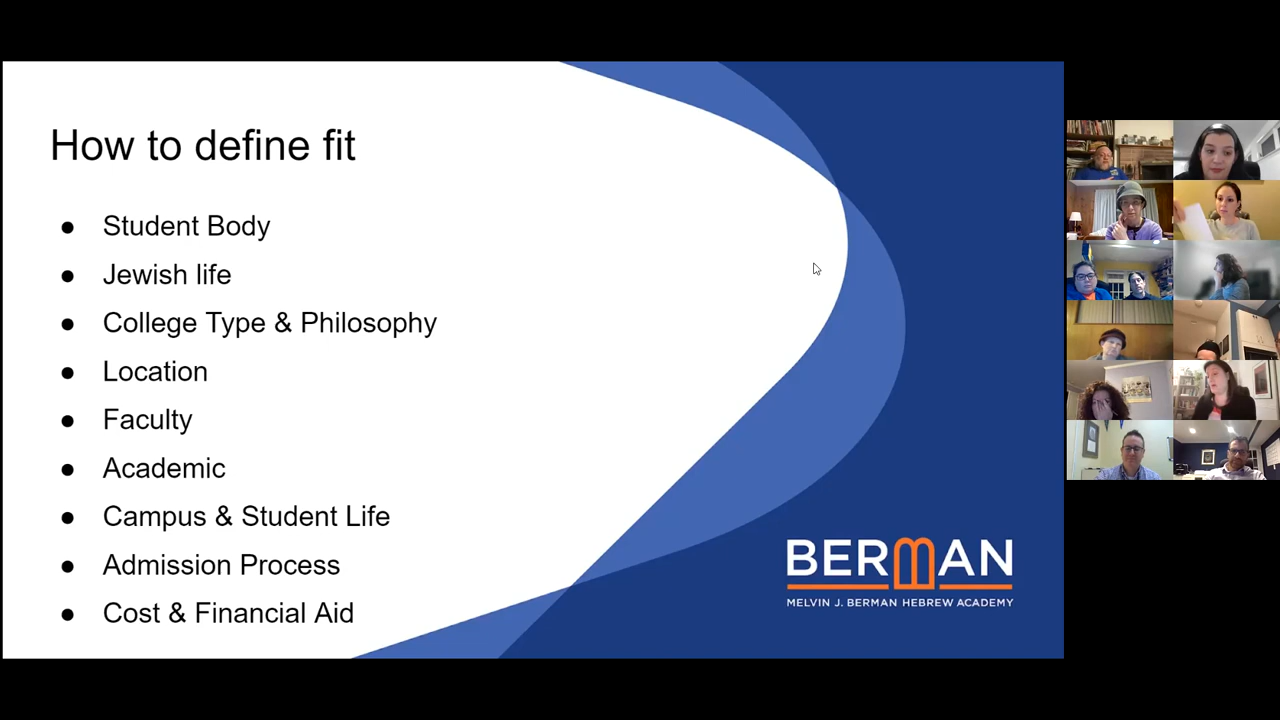 How to define fit
● Student Body
● Jewish life
● College Type & Philosophy
● Location
● Faculty
● Academic
● Campus & Student Life
● Admission Process
● Cost & Financial Aid
BERMAN
MELVIN J. BERMAN HEBREW ACADEMY